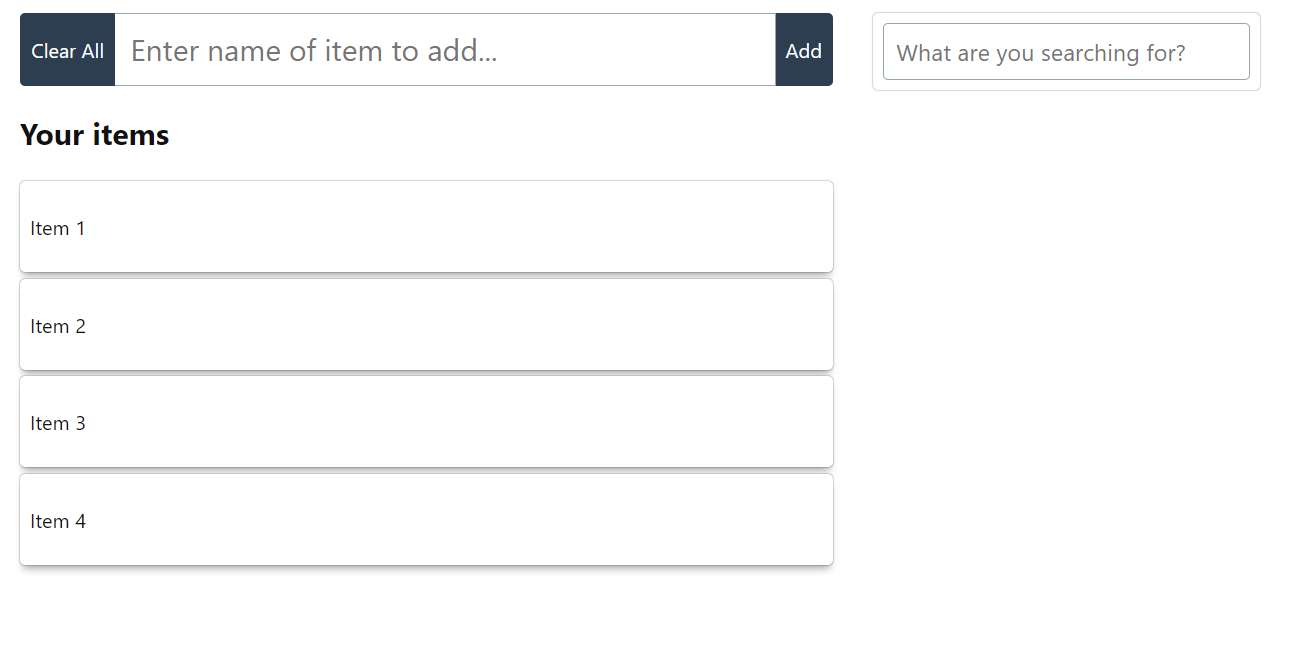 Clear All Enter name of item to add... Add What are you searching for?
Your items
Item 1
Item 2
Item 3
Item 4